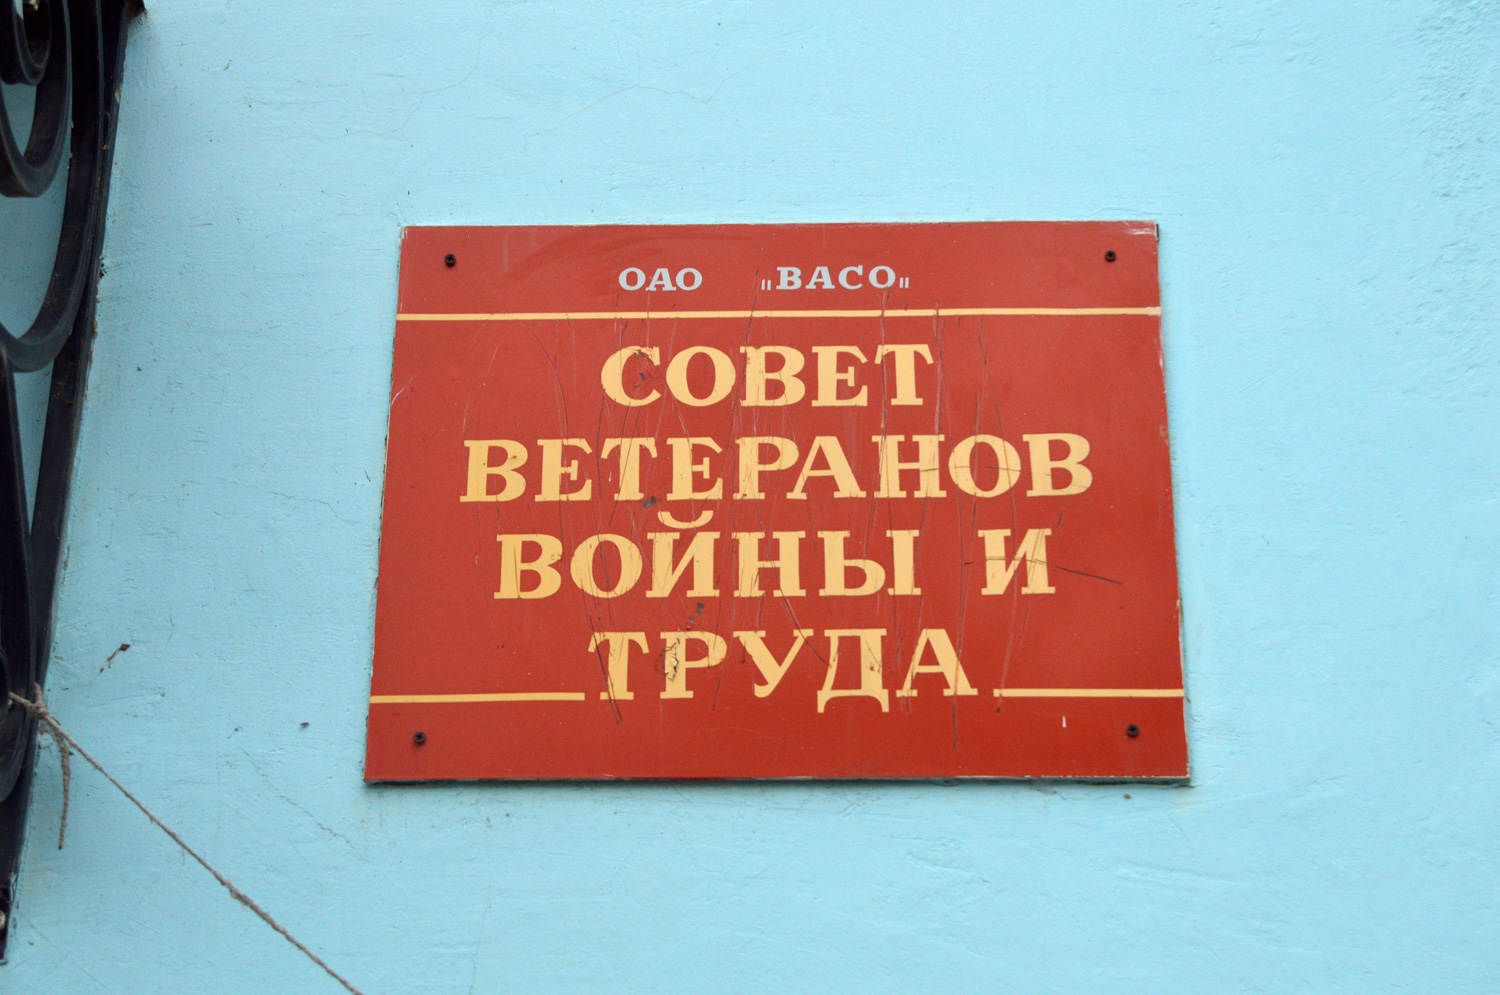 ОАО „ВАСО„
СОВЕТ
ВЕТЕРАНОВ
ВОЙНЫ И
ТРУДА